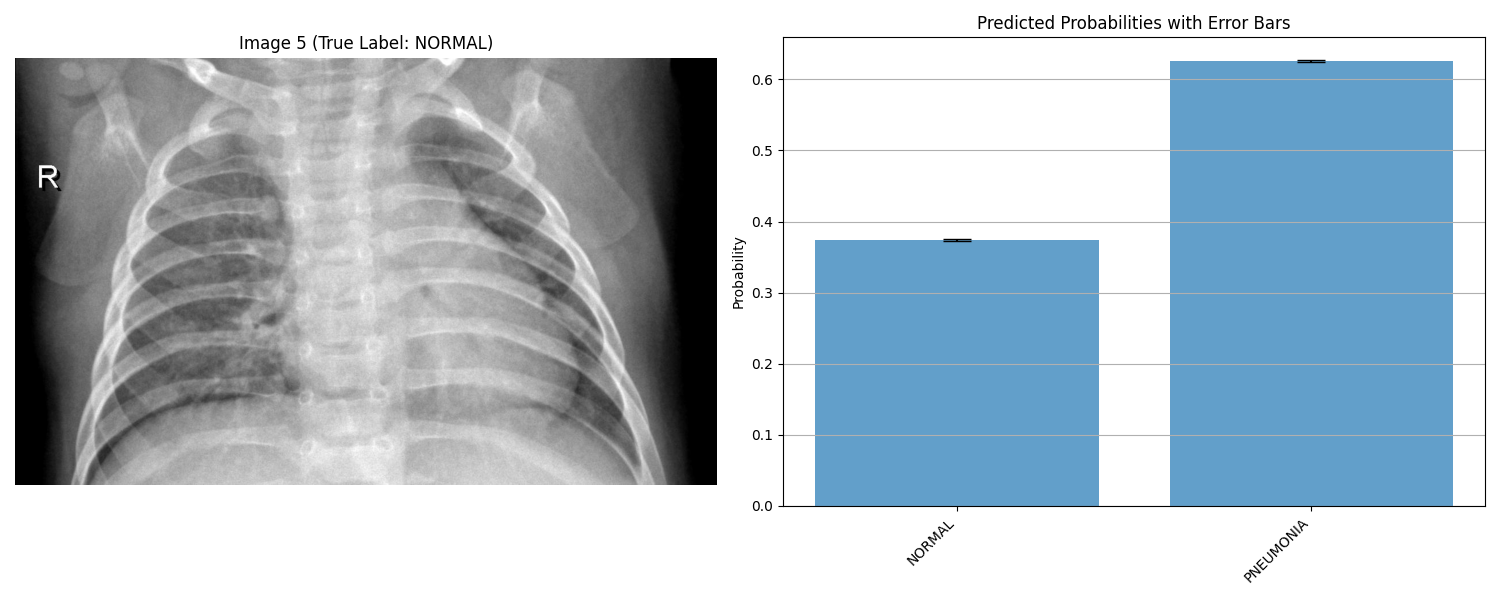 Image 5 (True Label: NORMAL)
R
Predicted Probabilities with Error Bars
Probability
0.6
0.5
0.4
0.3
0.2
0.1
0.0
NORMAL
PNEUMONIA